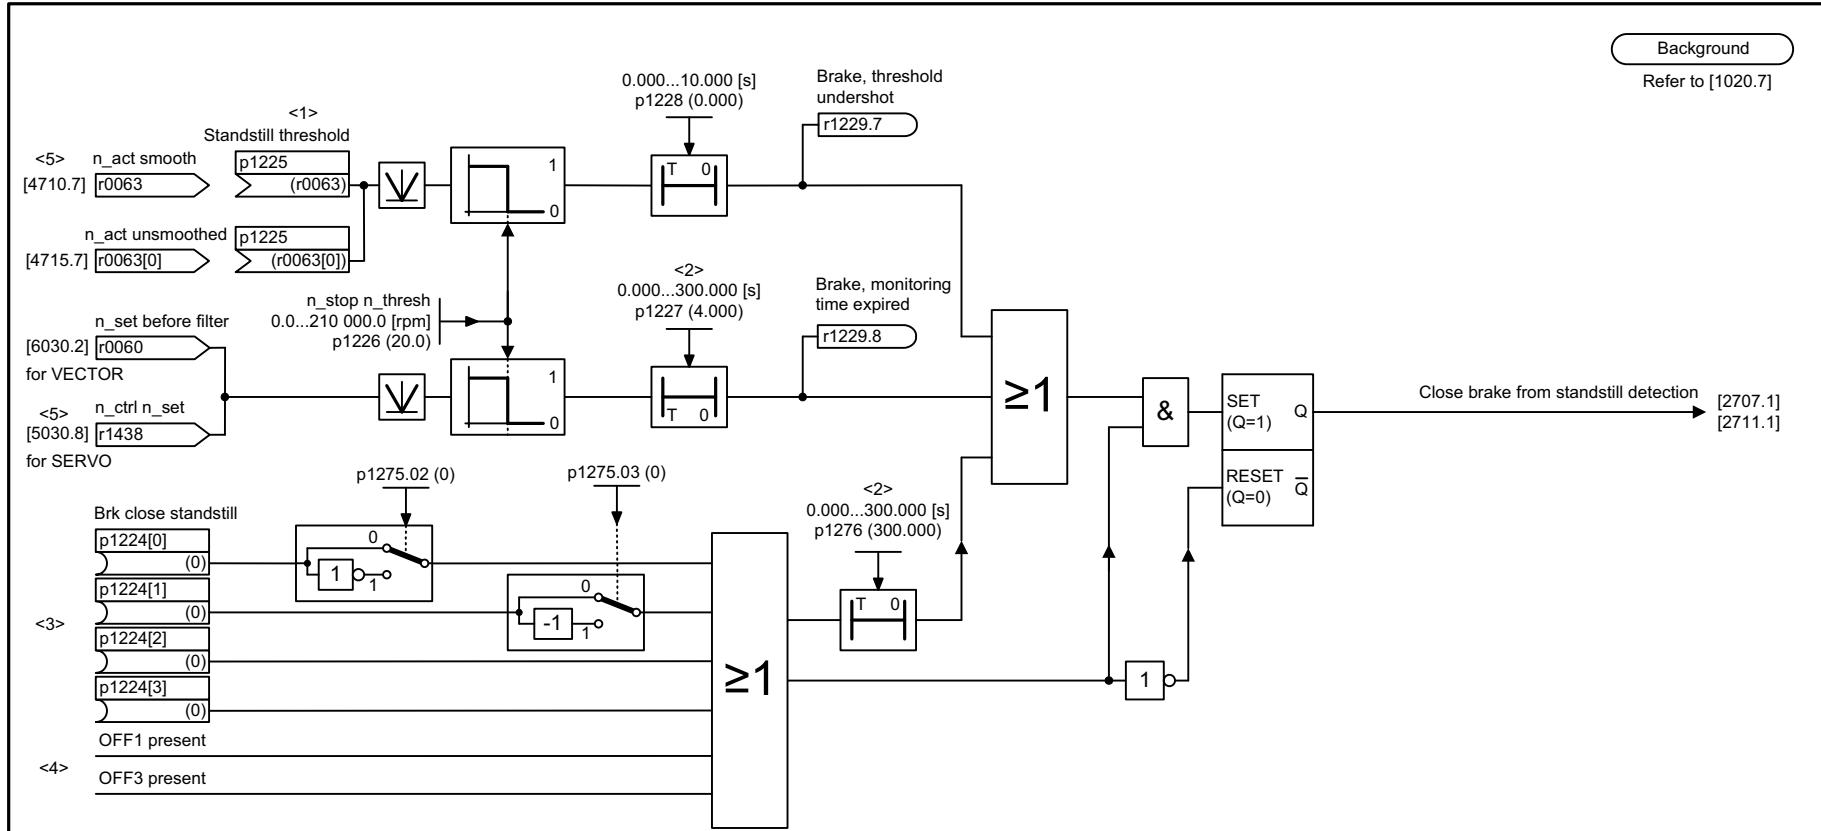 Background
Refer to [1020.7]
0.000...10.000 [s]
p1228 (0.000)
Brake, threshold
undershot
r1229.7
<1>
Standstill threshold
<5>
n_act smooth
[4710.7]
r0063
p1225
(r0063)
1
0
T 0
n_act unsmoothed
[4715.7]
r0063[0]
p1225
(r0063[0])
n_stop n_thresh
0.0...210 000.0 [rpm]
p1226 (20.0)
<2>
0.000...300.000 [s]
p1227 (4.000)
Brake, monitoring
time expired
r1229.8
n_set before filter
[6030.2]
r0060
for VECTOR
<5>
n_ctrl n_set
[5030.8]
r1438
for SERVO
1
0
T 0
≥1
&
SET
(Q=1)
Q
RESET
(Q=0)
Q̅
Close brake from standstill detection
[2707.1]
[2711.1]
p1275.02 (0)
p1275.03 (0)
<2>
0.000...300.000 [s]
p1276 (300.000)
Brk close standstill
p1224[0]
(0)
0
1
1
p1224[1]
(0)
0
-1
1
<3>
p1224[2]
(0)
p1224[3]
(0)
T 0
≥1
1
OFF1 present
<4>
OFF3 present